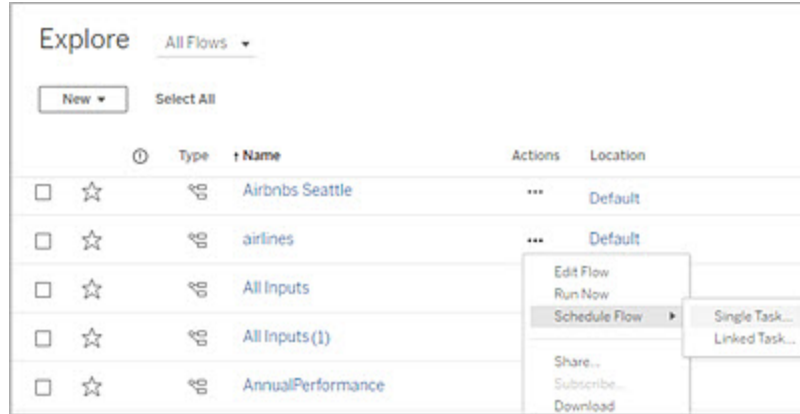 Explore All Flows
New Select All
Type ↑ Name Actions Location
Airbnbs Seattle ... Default
airlines ... Default
Edit Flow
All Inputs
Run Now
Schedule Flow Single Task...
All Inputs (1) Linked Task...
Share...
Subscribe...
AnnualPerformance
Download